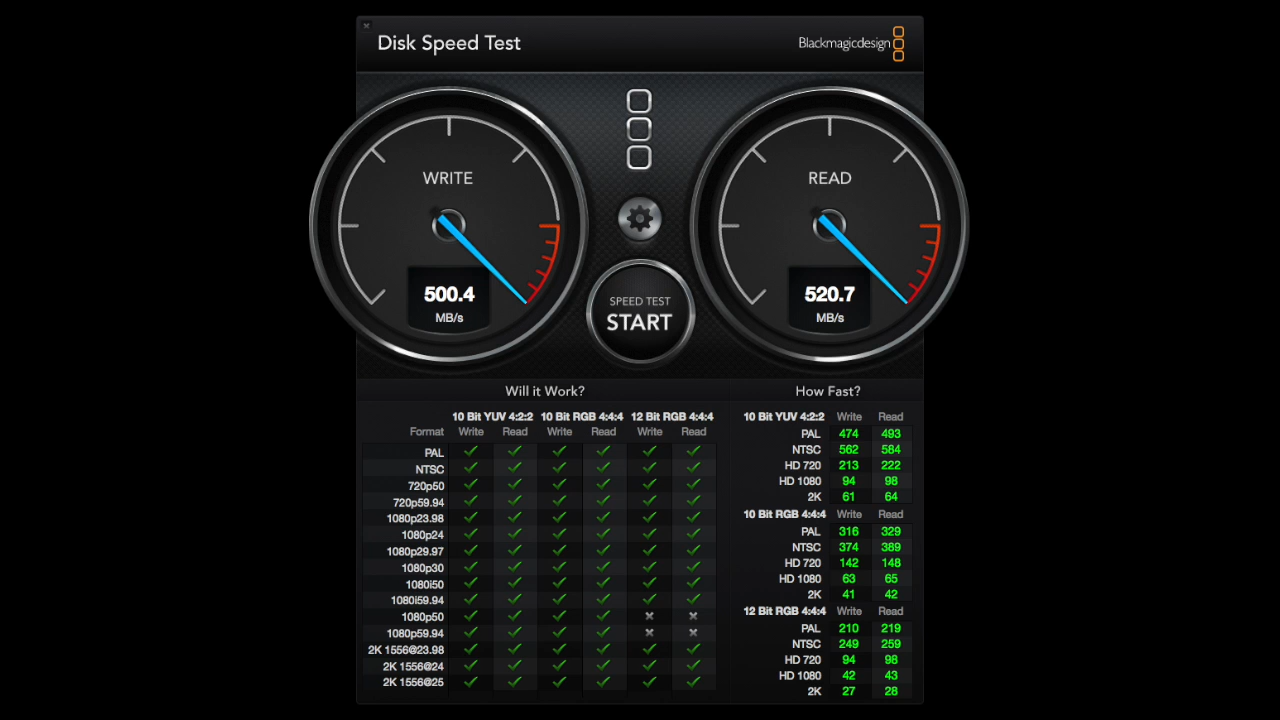 Disk Speed Test
Blackmagicdesign
WRITE
500.4
MB/s
SPEED TEST
START
READ
520.7
MB/s
Will it Work?
10 Bit YUV 4:2:2 10 Bit RGB 4:4:4 12 Bit RGB 4:4:4
Format Write Read Write Read Write Read
PAL
NTSC
720p50
720p59.94
1080p23.98
1080p24
1080p29.97
1080p30
1080i50
1080i59.94
1080p50
1080p59.94
2K 1556@23.98
2K 1556@24
2K 1556@25
How Fast?
10 Bit YUV 4:2:2 Write Read
PAL 474 493
NTSC 562 584
HD 720 213 222
HD 1080 94 98
2K 61 64
10 Bit RGB 4:4:4 Write Read
PAL 316 329
NTSC 374 389
HD 720 142 148
HD 1080 63 65
2K 41 42
12 Bit RGB 4:4:4 Write Read
PAL 210 219
NTSC 249 259
HD 720 94 98
HD 1080 42 43
2K 27 28